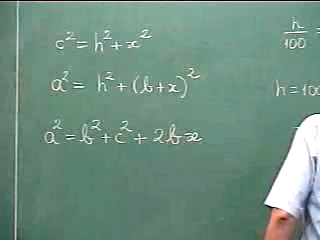 c² = h² + x²
a² = h² + (b+x)²
a² = b² + c² + 2bx
h/100 =
h = 100